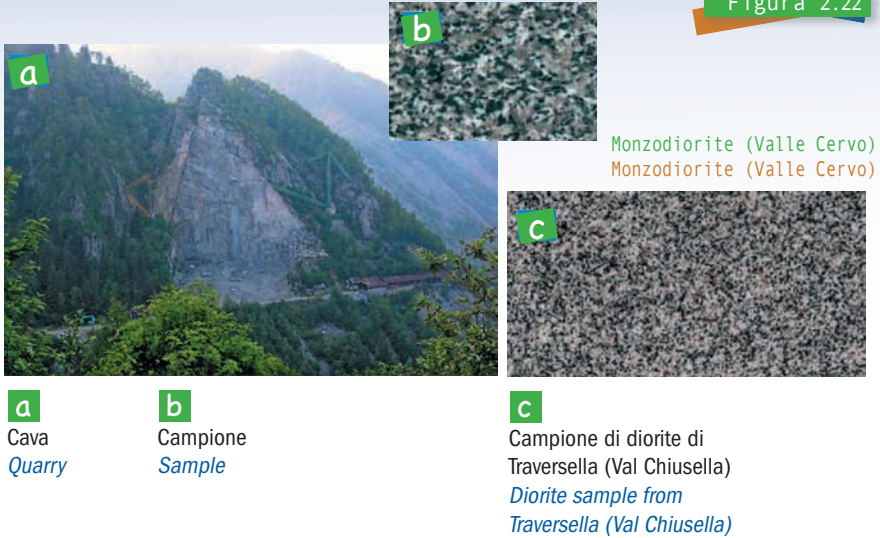 Figura 2.22
a
b
Monzodiorite (Valle Cervo)
Monzodiorite (Valle Cervo)
c
a
Cava
Quarry
b
Campione
Sample
c
Campione di diorite di
Traversella (Val Chiusella)
Diorite sample from
Traversella (Val Chiusella)